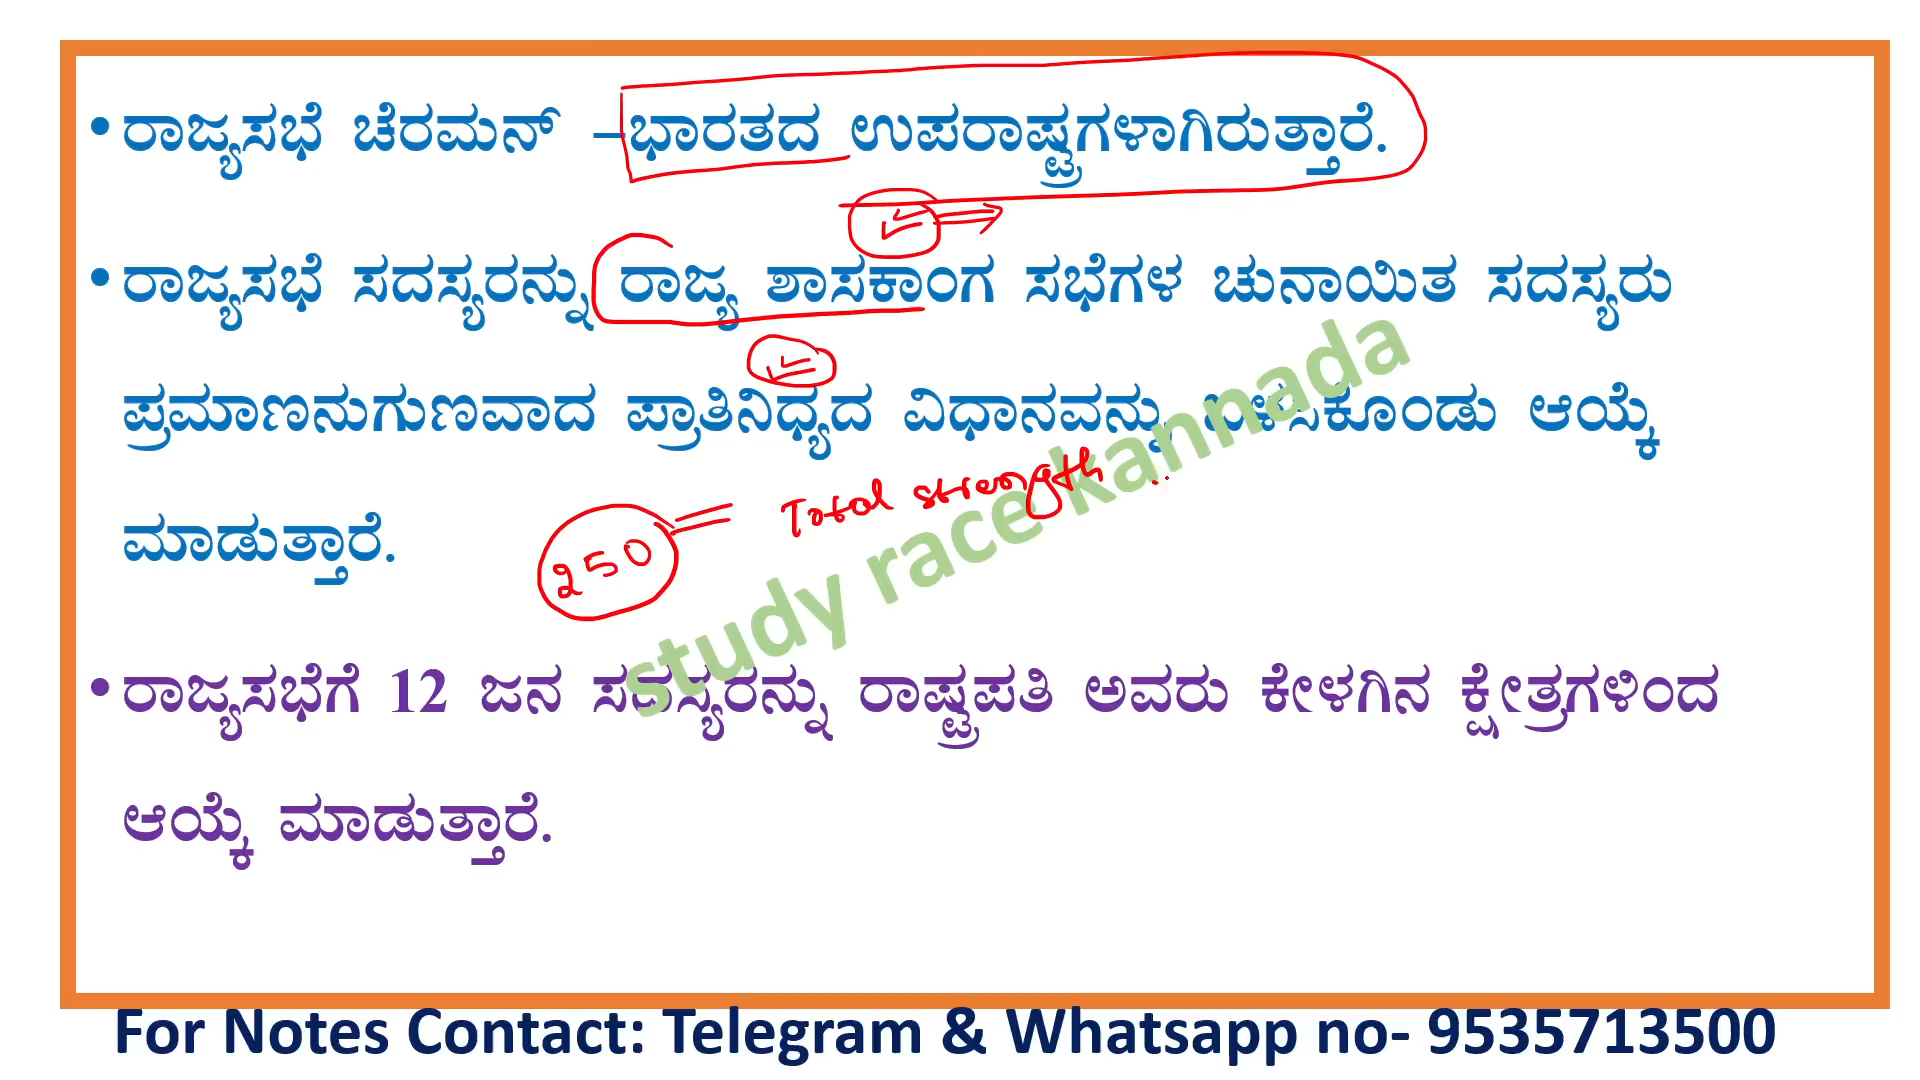 •ರಾಜ್ಯಸಭೆ ಚೆರಮನ್ –ಭಾರತದ ಉಪರಾಷ್ಟ್ರಗಳಾಗಿರುತ್ತಾರೆ.
•ರಾಜ್ಯಸಭೆ ಸದಸ್ಯರನ್ನು ರಾಜ್ಯ ಶಾಸಕಾಂಗ ಸಭೆಗಳ ಚುನಾಯಿತ ಸದಸ್ಯರು
ಪ್ರಮಾಣನುಗುಣವಾದ ಪ್ರಾತಿನಿಧ್ಯದ ವಿಧಾನವನ್ನು ಬಳಸಿಕೊಂಡು ಆಯ್ಕೆ
ಮಾಡುತ್ತಾರೆ.
250 = Total strength
study race kannada
•ರಾಜ್ಯಸಭೆಗೆ 12 ಜನ ಸದಸ್ಯರನ್ನು ರಾಷ್ಟ್ರಪತಿ ಅವರು ಕೇಳಗಿನ ಕ್ಷೇತ್ರಗಳಿಂದ
ಆಯ್ಕೆ ಮಾಡುತ್ತಾರೆ.
For Notes Contact: Telegram & Whatsapp no- 9535713500